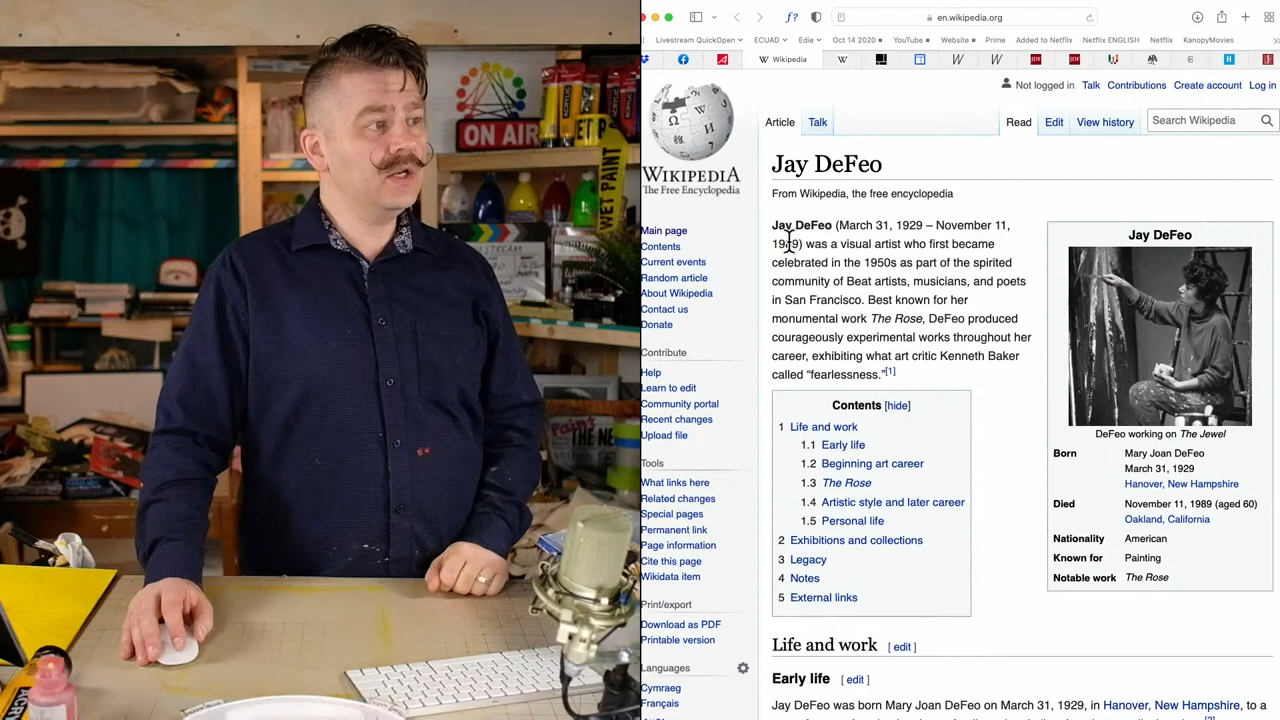 ON AIR
ACRYLIC
WET PAINT
en.wikipedia.org
Livestream QuickOpen
ECUAD
Edie
Oct 14 2020
YouTube
Website
Prime
Added to Netflix
Netflix ENGLISH
Netflix
KanopyMovies
Wikipedia
WIKIPEDIA
The Free Encyclopedia
Not logged in Talk Contributions Create account Log in
Article Talk Read Edit View history Search Wikipedia
Main page
Contents
Current events
Random article
About Wikipedia
Contact us
Donate
Contribute
Help
Learn to edit
Community portal
Recent changes
Upload file
Tools
What links here
Related changes
Special pages
Permanent link
Page information
Cite this page
Wikidata item
Print/export
Download as PDF
Printable version
Languages
Cymraeg
Français
Jay DeFeo
From Wikipedia, the free encyclopedia
Jay DeFeo (March 31, 1929 – November 11,
1989) was a visual artist who first became
celebrated in the 1950s as part of the spirited
community of Beat artists, musicians, and poets
in San Francisco. Best known for her
monumental work The Rose, DeFeo produced
courageously experimental works throughout her
career, exhibiting what art critic Kenneth Baker
called “fearlessness.”[1]
Contents [hide]
1 Life and work
1.1 Early life
1.2 Beginning art career
1.3 The Rose
1.4 Artistic style and later career
1.5 Personal life
2 Exhibitions and collections
3 Legacy
4 Notes
5 External links
Jay DeFeo
DeFeo working on The Jewel
Born Mary Joan DeFeo
March 31, 1929
Hanover, New Hampshire
Died November 11, 1989 (aged 60)
Oakland, California
Nationality American
Known for Painting
Notable work The Rose
Life and work [ edit ]
Early life [ edit ]
Jay DeFeo was born Mary Joan DeFeo on March 31, 1929, in Hanover, New Hampshire, to a